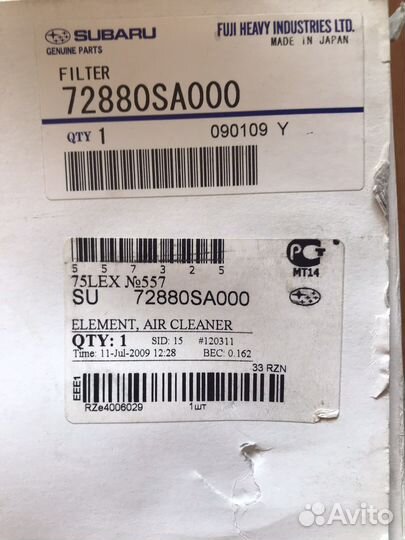 SUBARU
GENUINE PARTS
FUJI HEAVY INDUSTRIES LTD.
MADE IN JAPAN
FILTER
72880SA000
QTY 1
090109 Y
5 5 7 3 2 5
75LEX №557
SU 72880SA000
РСТ
МТ14
ELEMENT, AIR CLEANER
QTY: 1 SID: 15 #120311
Time: 11-Jul-2009 12:28 BEC: 0.162
33 RZN
EEE1
RZe4006029
1шт
Avito